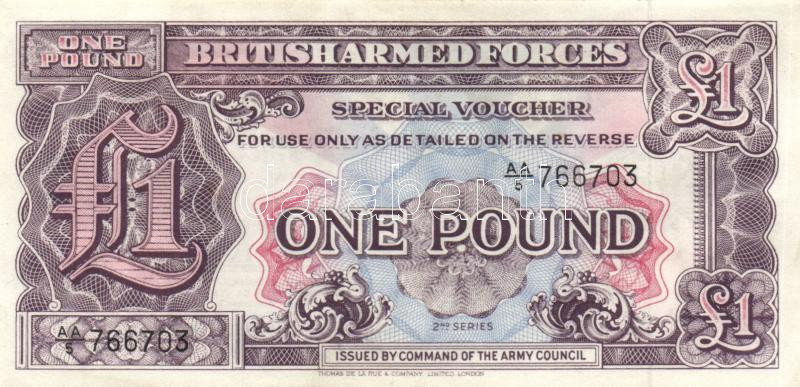 ONE POUND
BRITISH ARMED FORCES
£1
SPECIAL VOUCHER
FOR USE ONLY AS DETAILED ON THE REVERSE
AA/5 766703
£1
ONE POUND
£1
2ND SERIES
AA/5 766703
ISSUED BY COMMAND OF THE ARMY COUNCIL
THOMAS DE LA RUE & COMPANY, LIMITED, LONDON
databanth